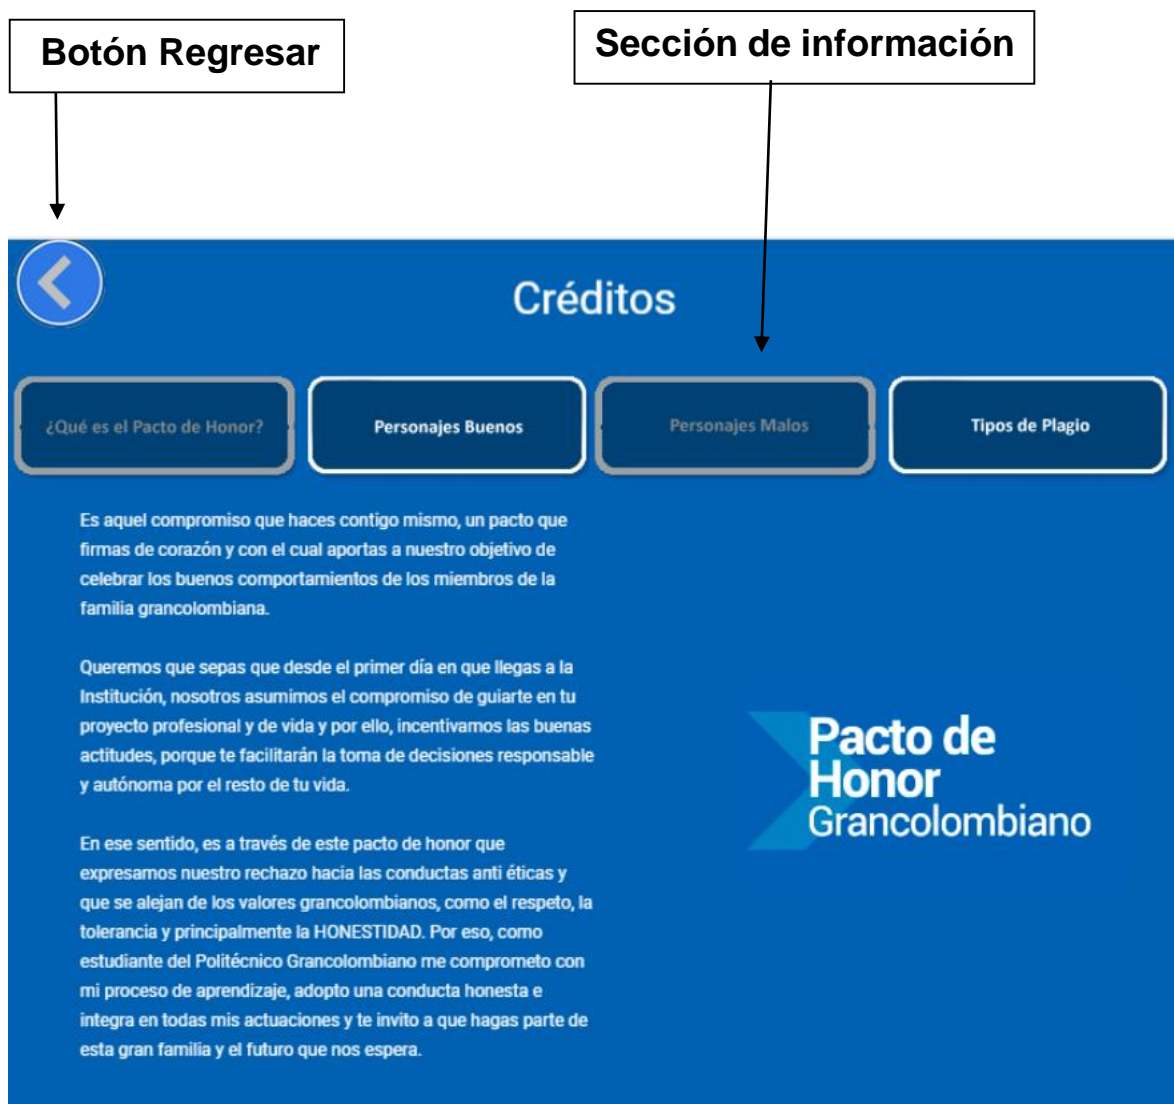 Botón Regresar
Sección de información
Créditos
¿Qué es el Pacto de Honor?
Personajes Buenos
Personajes Malos
Tipos de Plagio
Es aquel compromiso que haces contigo mismo, un pacto que
firmas de corazón y con el cual aportas a nuestro objetivo de
celebrar los buenos comportamientos de los miembros de la
familia grancolombiana.
Queremos que sepas que desde el primer día en que llegas a la
Institución, nosotros asumimos el compromiso de guiarte en tu
proyecto profesional y de vida y por ello, incentivamos las buenas
actitudes, porque te facilitarán la toma de decisiones responsable
y autónoma por el resto de tu vida.
En ese sentido, es a través de este pacto de honor que
expresamos nuestro rechazo hacia las conductas anti éticas y
que se alejan de los valores grancolombianos, como el respeto, la
tolerancia y principalmente la HONESTIDAD. Por eso, como
estudiante del Politécnico Grancolombiano me comprometo con
mi proceso de aprendizaje, adopto una conducta honesta e
integra en todas mis actuaciones y te invito a que hagas parte de
esta gran familia y el futuro que nos espera.
Pacto de
Honor
Grancolombiano